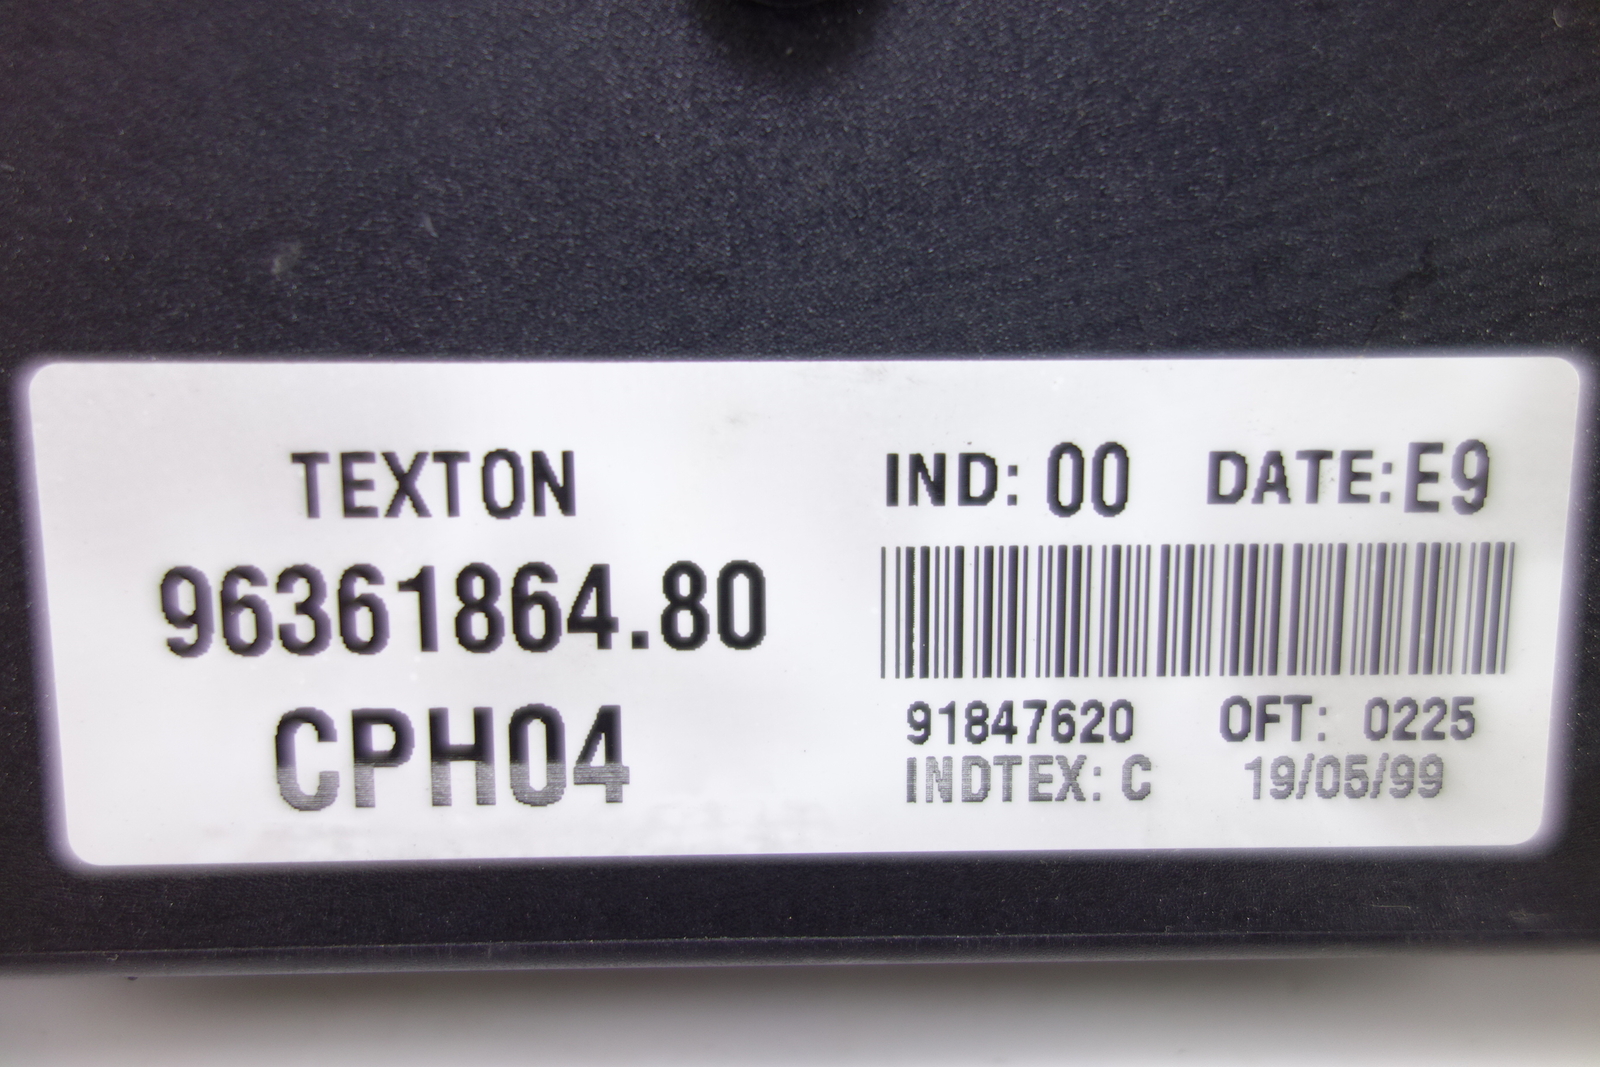 TEXTON
96361864.80
CPH04
IND: 00 DATE: E9
91847620 OFT: 0225
INDTEX: C 19/05/99